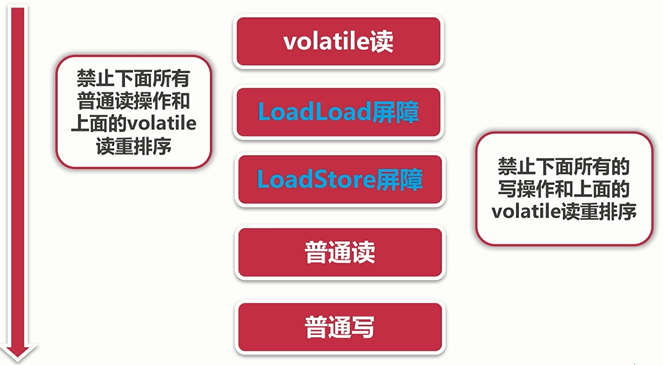 volatile读
禁止下面所有
普通读操作和
上面的volatile
读重排序
LoadLoad屏障
LoadStore屏障
禁止下面所有的
写操作和上面的
volatile读重排序
普通读
普通写